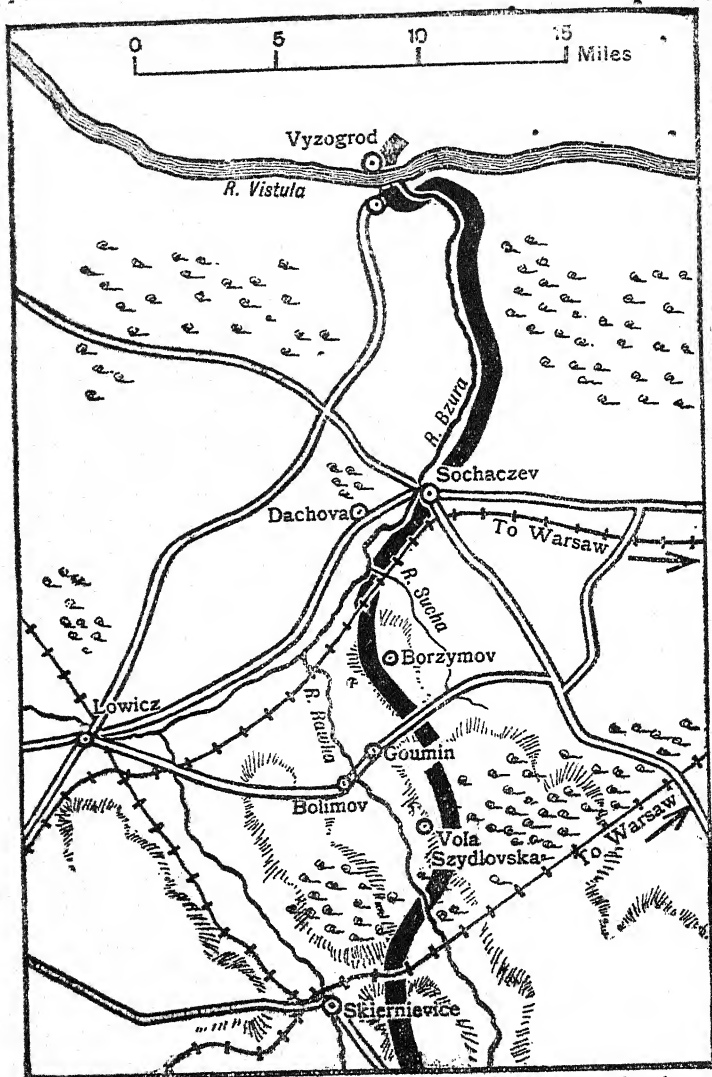 0 5 10 15
Miles
Vyzogrod
R. Vistula
R. Bzura
Sochaczev
Dachova
To Warsaw
R. Sucha
Borzymov
Lowicz
R. Rawka
Goumin
Bolimov
Vola
Szydlovska
To Warsaw
Skiernievice